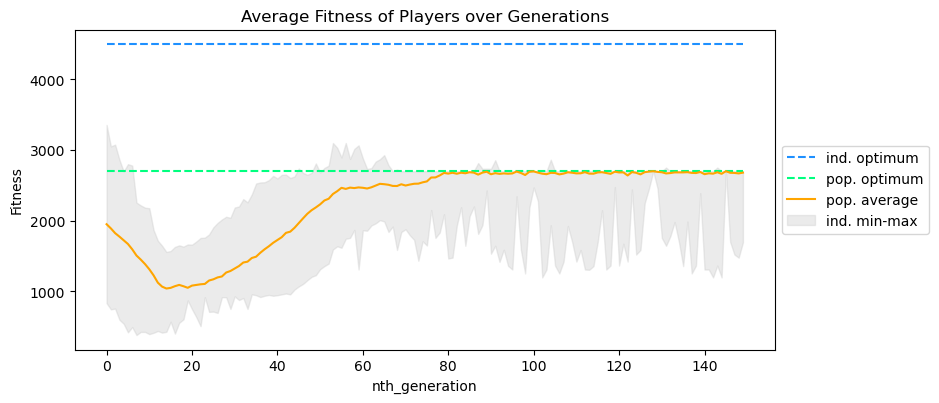 Average Fitness of Players over Generations
Fitness
4000
3000
2000
1000
0
20
40
60
80
100
120
140
nth_generation
ind. optimum
pop. optimum
pop. average
ind. min-max